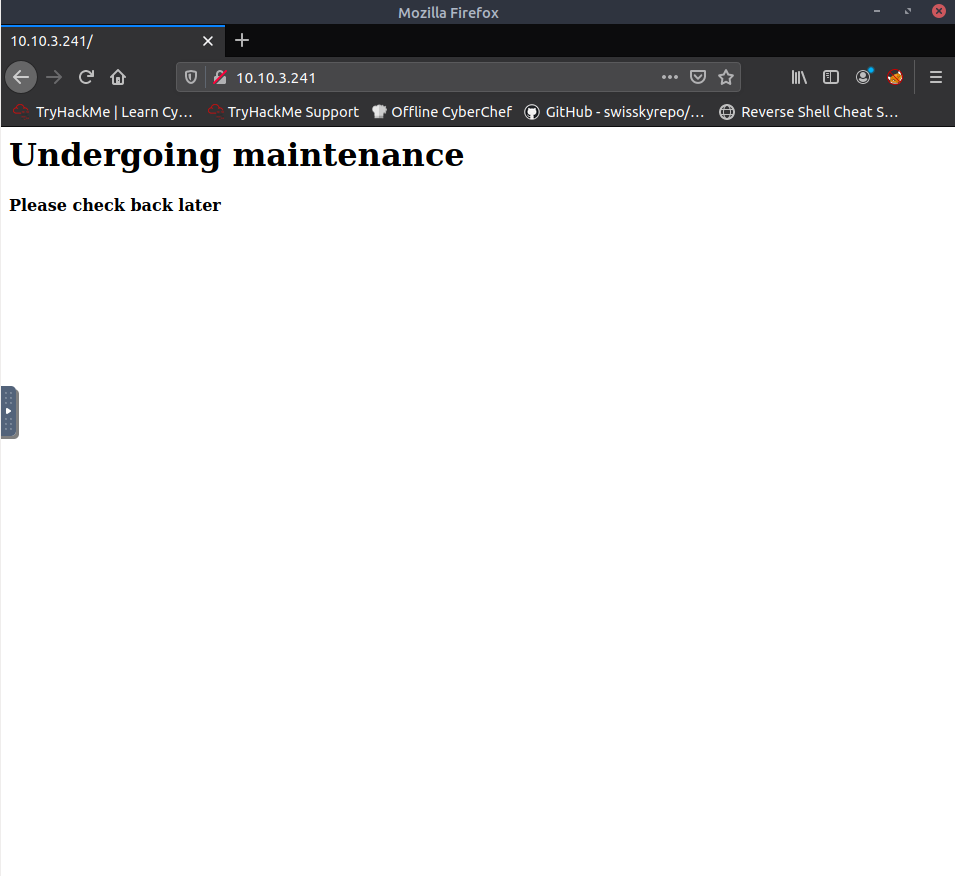 Mozilla Firefox
10.10.3.241/
10.10.3.241
TryHackMe | Learn Cy… TryHackMe Support Offline CyberChef GitHub - swisskyrepo/… Reverse Shell Cheat S…
Undergoing maintenance
Please check back later